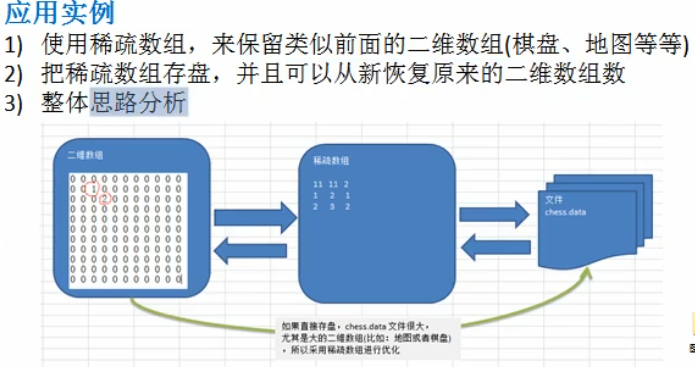 应用实例
1) 使用稀疏数组，来保留类似前面的二维数组(棋盘、地图等等)
2) 把稀疏数组存盘，并且可以从新恢复原来的二维数组数
3) 整体思路分析
二维数组
0 0 0 0 0 0 0 0 0 0 0
0 0 1 0 0 0 0 0 0 0 0
0 0 0 2 0 0 0 0 0 0 0
0 0 0 0 0 0 0 0 0 0 0
0 0 0 0 0 0 0 0 0 0 0
0 0 0 0 0 0 0 0 0 0 0
0 0 0 0 0 0 0 0 0 0 0
0 0 0 0 0 0 0 0 0 0 0
0 0 0 0 0 0 0 0 0 0 0
0 0 0 0 0 0 0 0 0 0 0
0 0 0 0 0 0 0 0 0 0 0
稀疏数组
11 11 2
1 2 1
2 3 2
文件
chess.data
如果直接存盘，chess.data 文件很大，
尤其是大的二维数组(比如：地图或者棋盘)
，所以采用稀疏数组进行优化